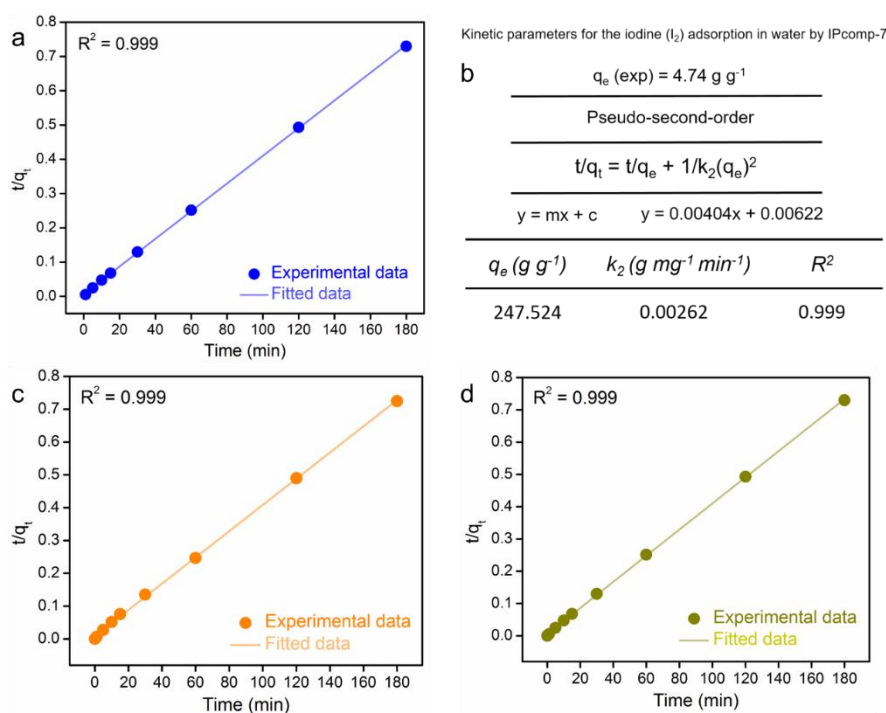 a
R² = 0.999
t/qt
0.8
0.7
0.6
0.5
0.4
0.3
0.2
0.1
0.0
Experimental data
Fitted data
0 20 40 60 80 100 120 140 160 180
Time (min)
Kinetic parameters for the iodine (I₂) adsorption in water by IPcomp-7
b
qₑ (exp) = 4.74 g g⁻¹
Pseudo-second-order
t/qt = t/qₑ + 1/k₂(qₑ)²
y = mx + c y = 0.00404x + 0.00622
qₑ (g g⁻¹) k₂ (g mg⁻¹ min⁻¹) R²
247.524 0.00262 0.999
c
R² = 0.999
t/qt
0.8
0.7
0.6
0.5
0.4
0.3
0.2
0.1
0.0
Experimental data
Fitted data
0 20 40 60 80 100 120 140 160 180
Time (min)
d
R² = 0.999
t/qt
0.8
0.7
0.6
0.5
0.4
0.3
0.2
0.1
0.0
Experimental data
Fitted data
0 20 40 60 80 100 120 140 160 180
Time (min)